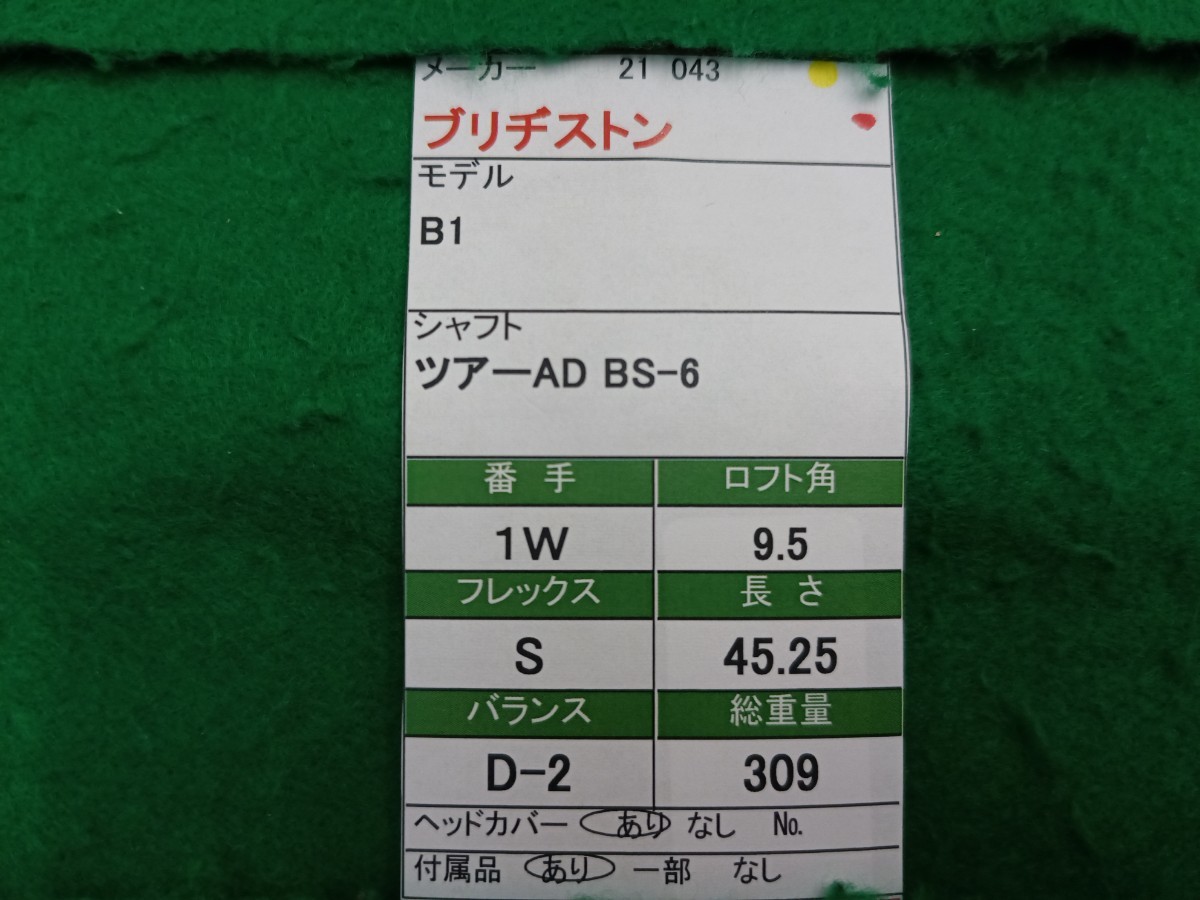 メーカー 21 043
ブリヂストン
モデル
B1
シャフト
ツアーAD BS-6
番手 ロフト角
1W 9.5
フレックス 長さ
S 45.25
バランス 総重量
D-2 309
ヘッドカバー あり なし No.
付属品 あり 一部 なし